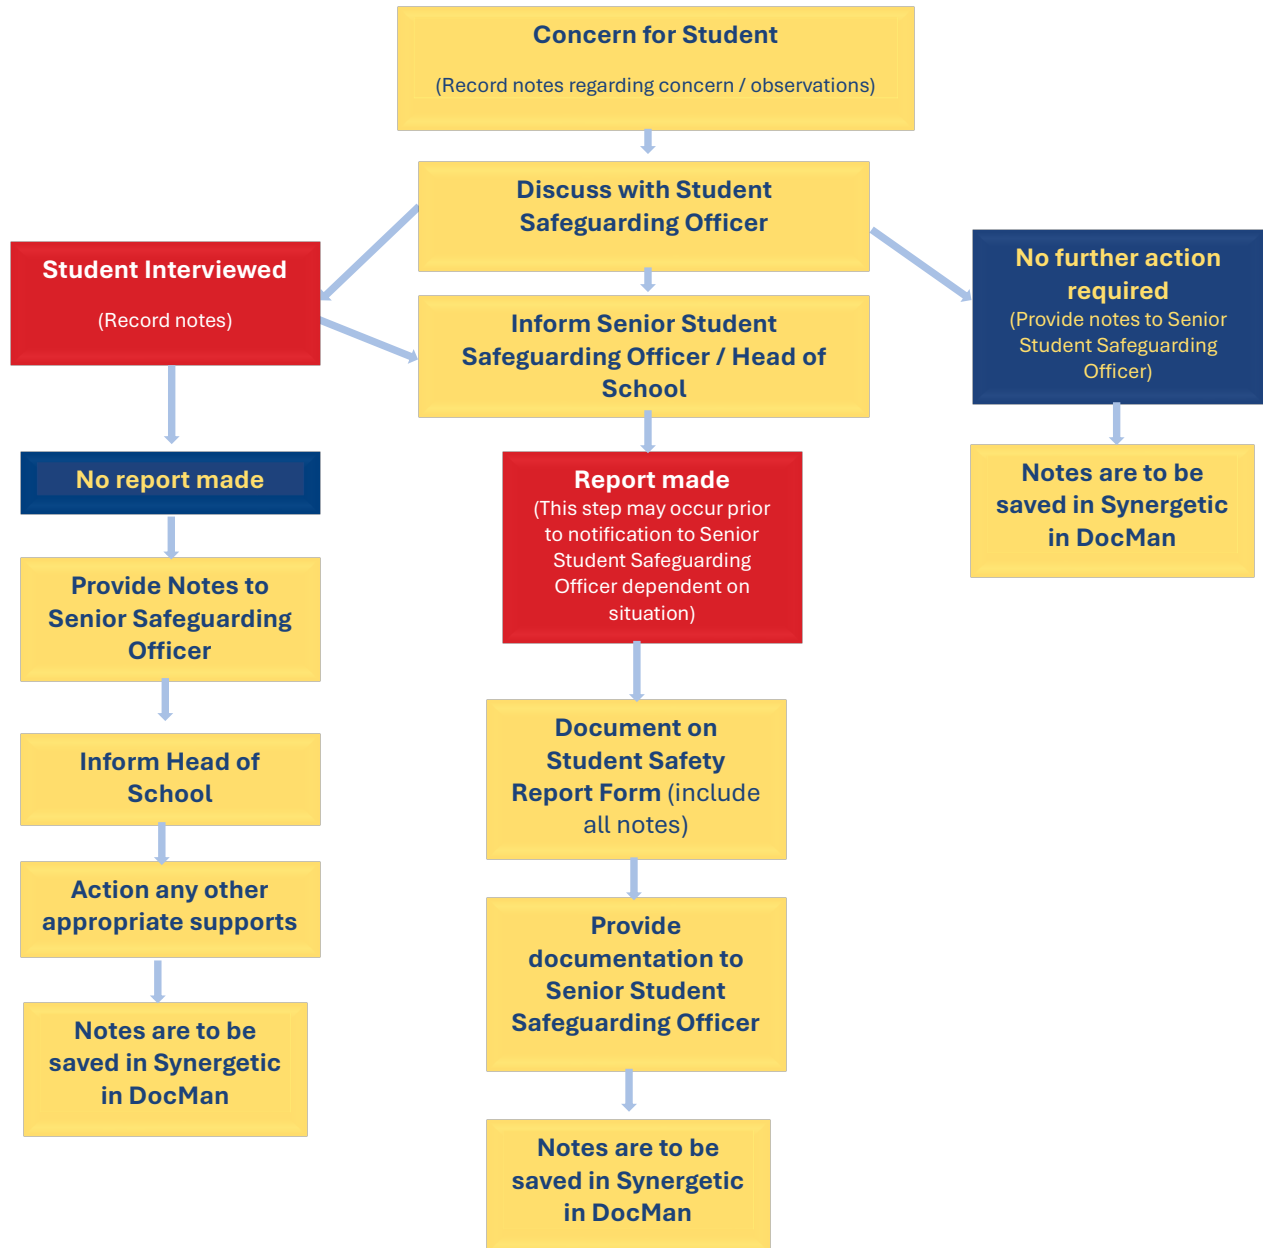 Concern for Student
(Record notes regarding concern / observations)
Discuss with Student
Safeguarding Officer
Student Interviewed
(Record notes)
Inform Senior Student
Safeguarding Officer / Head of
School
No further action
required
(Provide notes to Senior
Student Safeguarding
Officer)
No report made
Report made
(This step may occur prior
to notification to Senior
Student Safeguarding
Officer dependent on
situation)
Notes are to be
saved in Synergetic
in DocMan
Provide Notes to
Senior Safeguarding
Officer
Document on
Student Safety
Report Form (include
all notes)
Inform Head of
School
Action any other
appropriate supports
Provide
documentation to
Senior Student
Safeguarding Officer
Notes are to be
saved in Synergetic
in DocMan
Notes are to be
saved in Synergetic
in DocMan